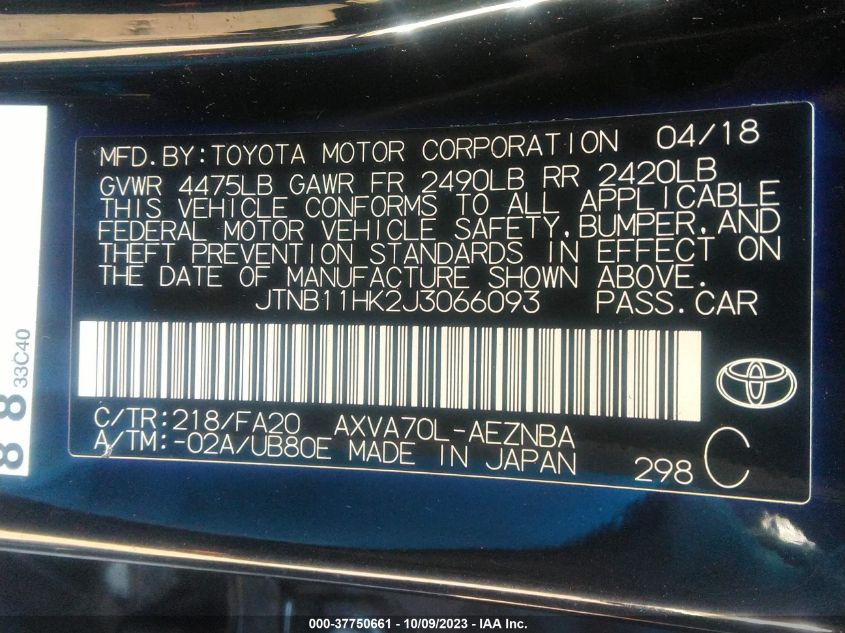 MFD.BY:TOYOTA MOTOR CORPORATION 04/18
GVWR 4475LB GAWR FR 2490LB RR 2420LB
THIS VEHICLE CONFORMS TO ALL APPLICABLE
FEDERAL MOTOR VEHICLE SAFETY,BUMPER,AND
THEFT PREVENTION STANDARDS IN EFFECT ON
THE DATE OF MANUFACTURE SHOWN ABOVE.
JTNB11HK2J3066093 PASS.CAR
C/TR:218/FA20 AXVA70L-AEZNBA
A/TM:-02A/UB80E MADE IN JAPAN 298 C
33C40
88
000-37750661 - 10/09/2023 - IAA Inc.